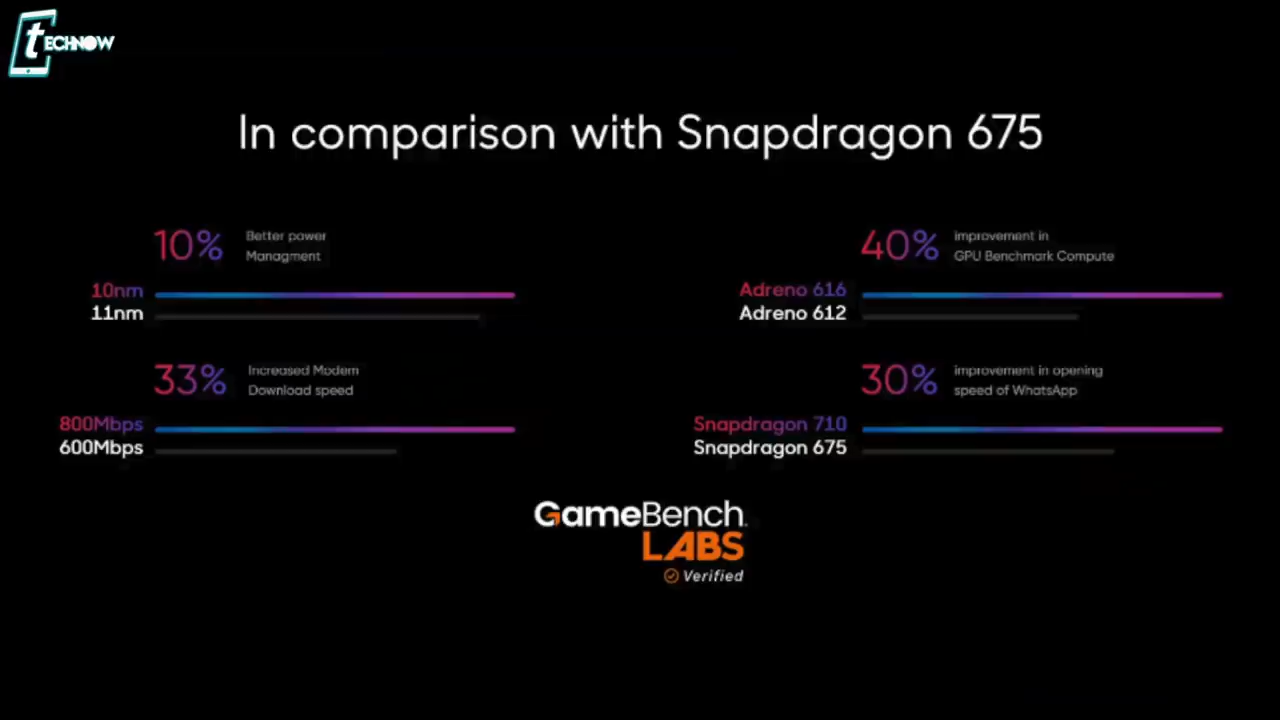 tECHNOW
In comparison with Snapdragon 675
10% Better power
Managment
10nm
11nm
40% improvement in
GPU Benchmark Compute
Adreno 616
Adreno 612
33% Increased Modem
Download speed
800Mbps
600Mbps
30% improvement in opening
speed of WhatsApp
Snapdragon 710
Snapdragon 675
GameBench
LABS
Verified